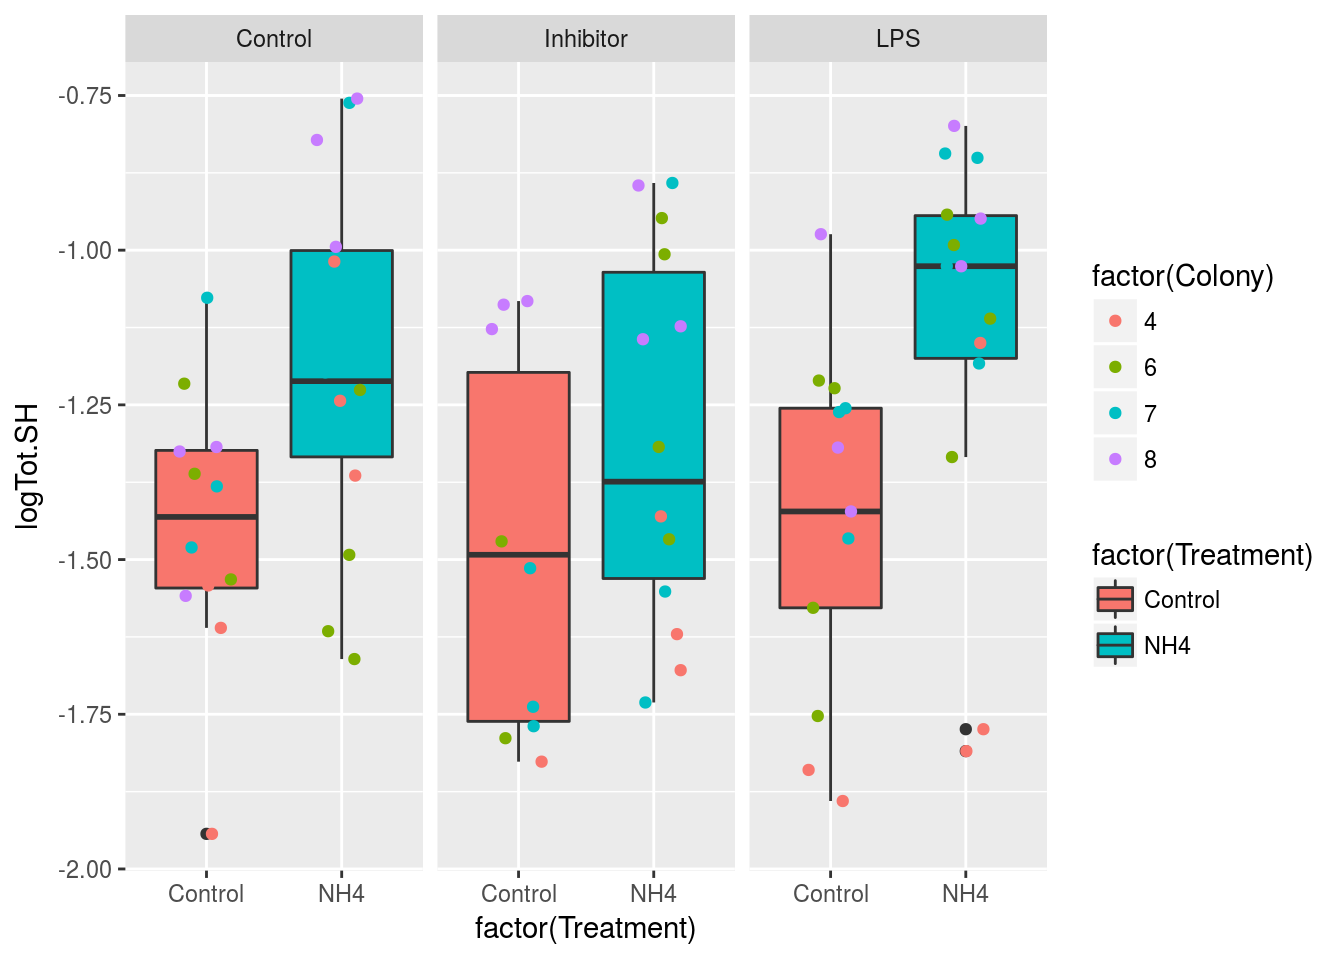 Control
Inhibitor
LPS
-0.75
-1.00
-1.25
-1.50
-1.75
-2.00
logTot.SH
Control
NH4
Control
NH4
Control
NH4
factor(Treatment)
factor(Colony)
4
6
7
8
factor(Treatment)
Control
NH4